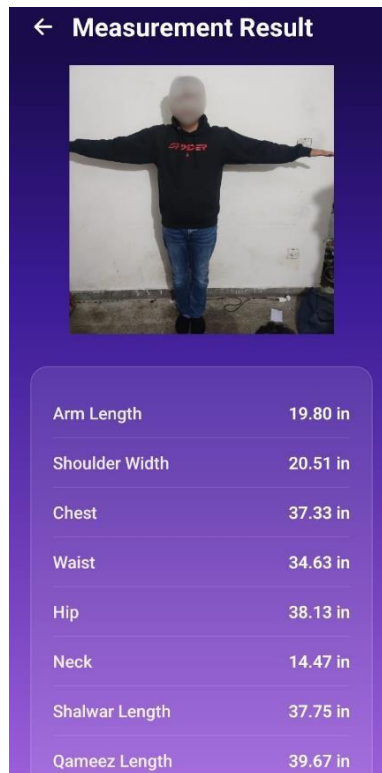 ← Measurement Result
SPYDER
Arm Length 19.80 in
Shoulder Width 20.51 in
Chest 37.33 in
Waist 34.63 in
Hip 38.13 in
Neck 14.47 in
Shalwar Length 37.75 in
Qameez Length 39.67 in